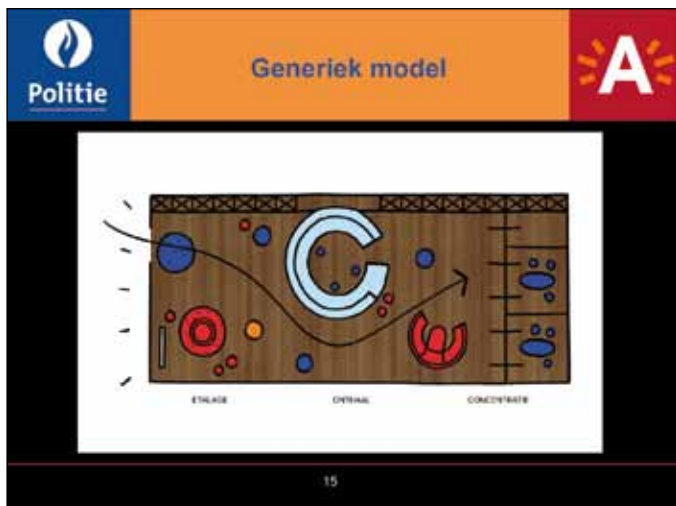 Politie
Generiek model
A
ETALAGE
ONTHAAL
CONCENTRATIE
15